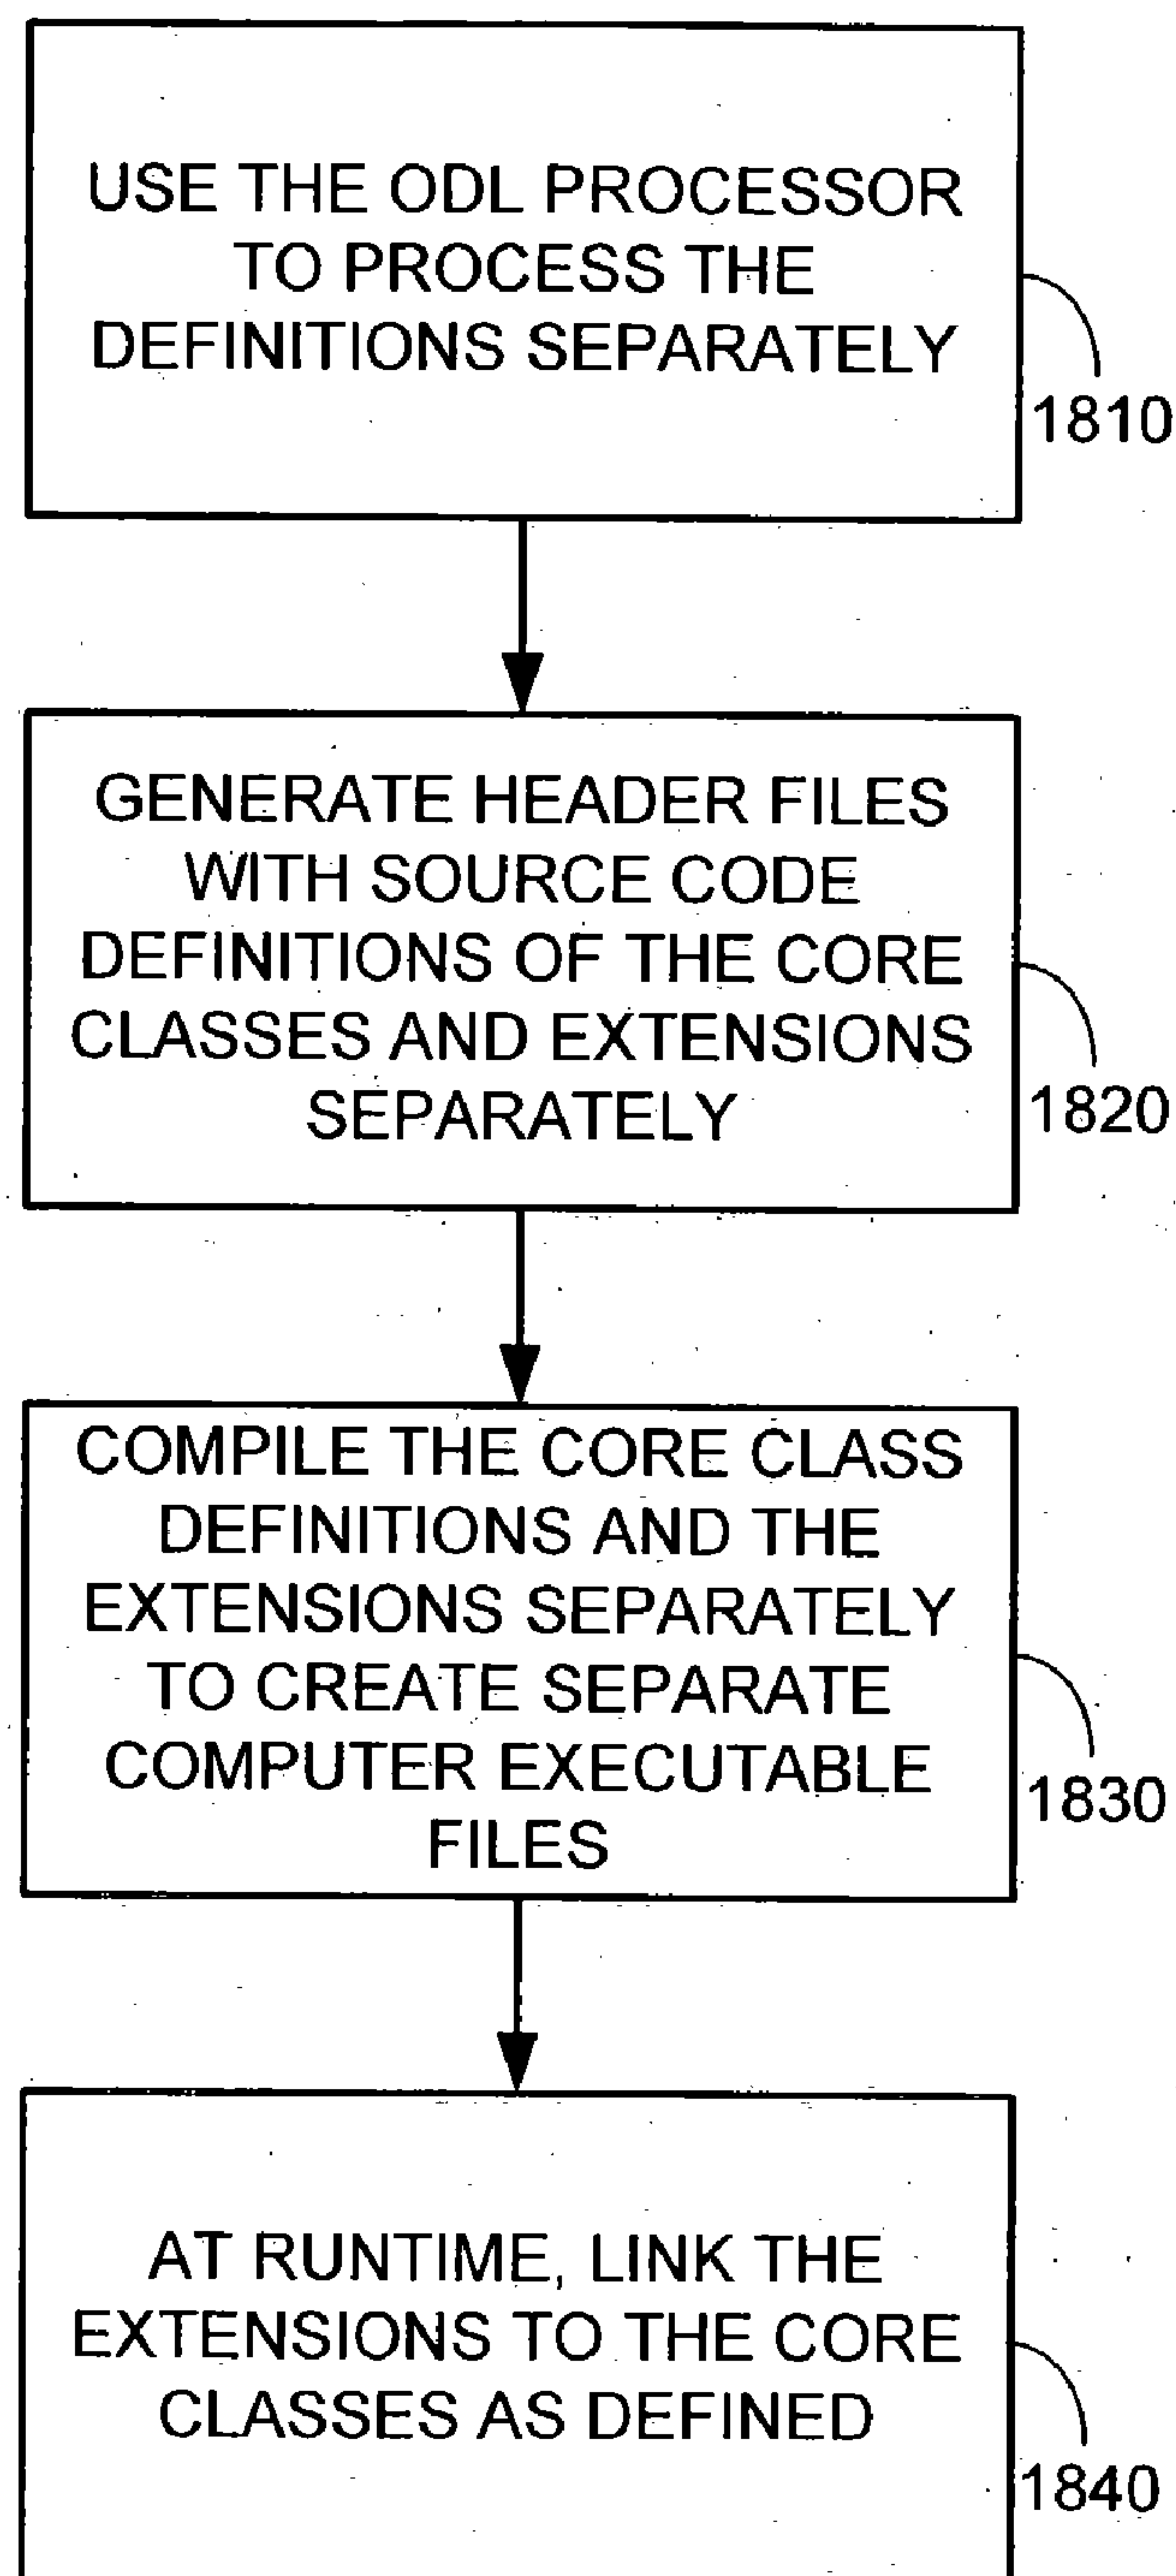 USE THE ODL PROCESSOR
TO PROCESS THE
DEFINITIONS SEPARATELY
1810
GENERATE HEADER FILES
WITH SOURCE CODE
DEFINITIONS OF THE CORE
CLASSES AND EXTENSIONS
SEPARATELY
1820
COMPILE THE CORE CLASS
DEFINITIONS AND THE
EXTENSIONS SEPARATELY
TO CREATE SEPARATE
COMPUTER EXECUTABLE
FILES
1830
AT RUNTIME, LINK THE
EXTENSIONS TO THE CORE
CLASSES AS DEFINED
1840